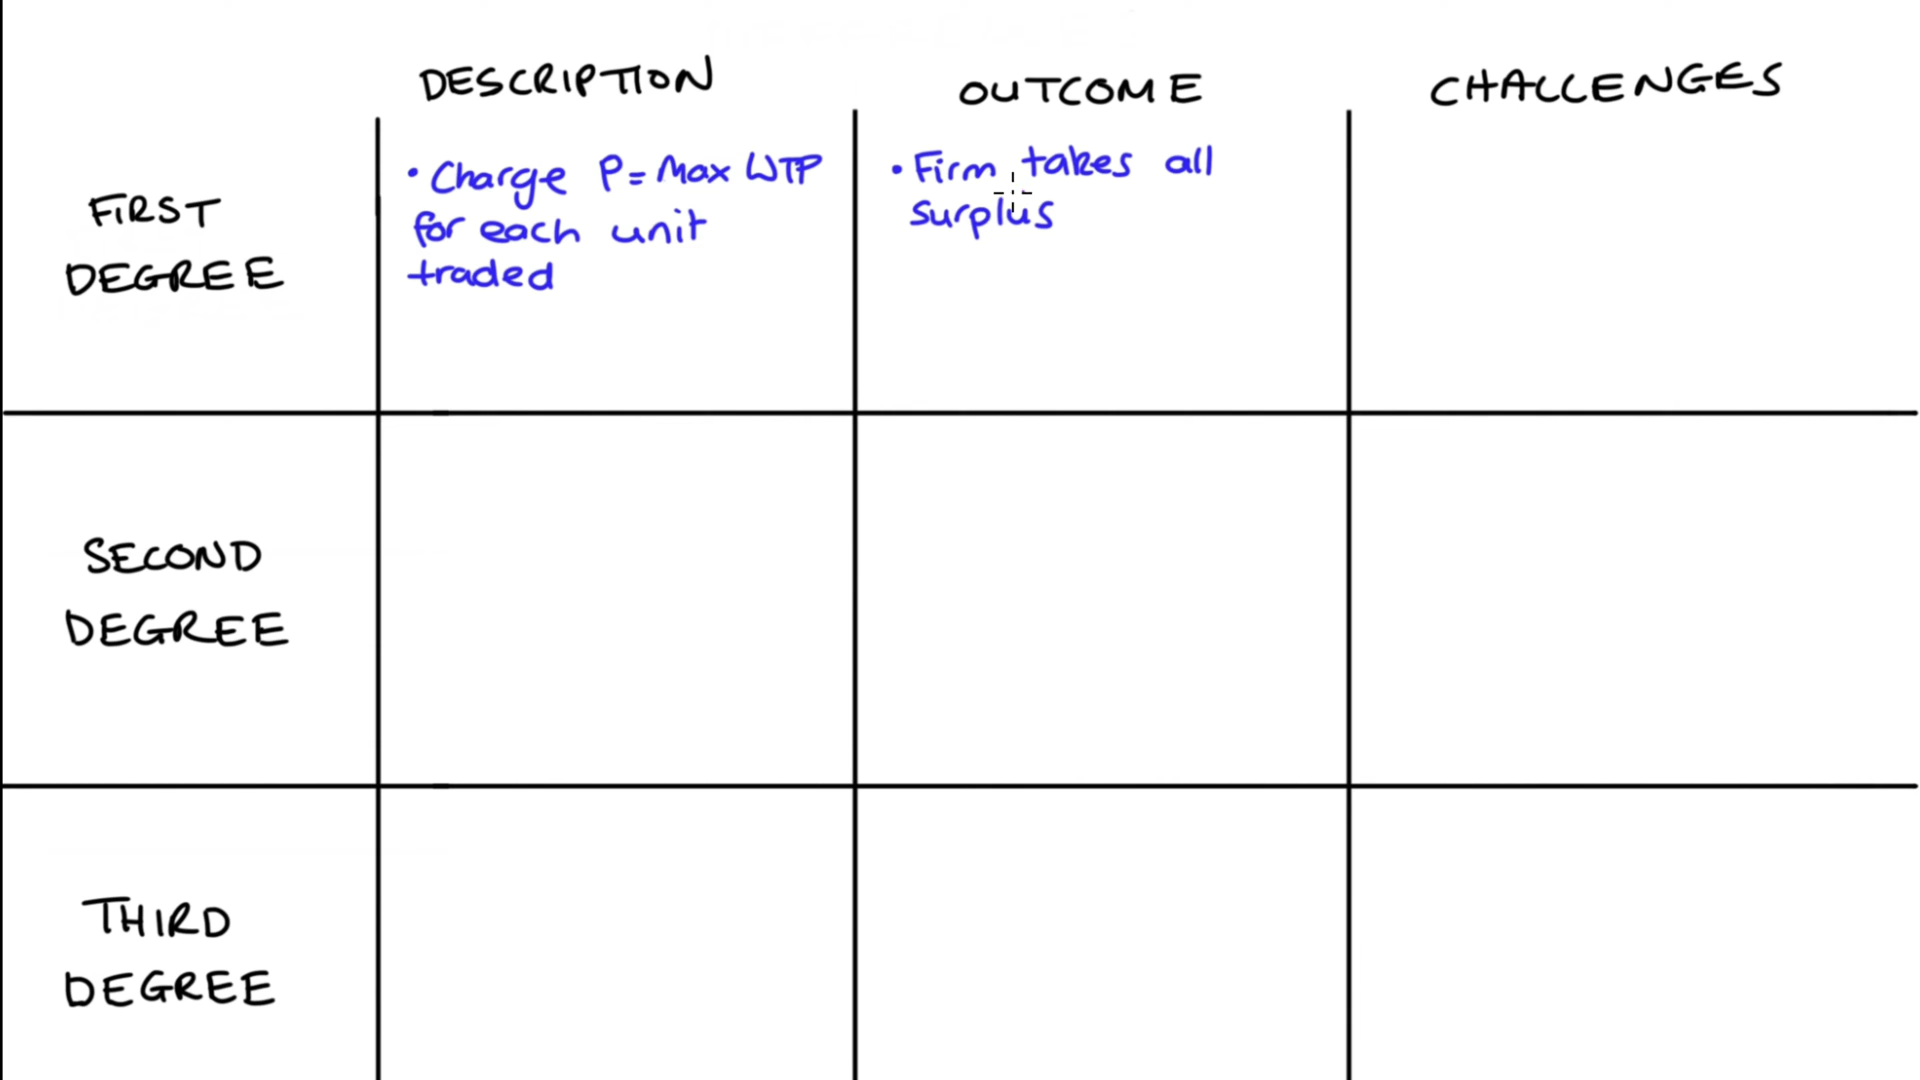 DESCRIPTION
OUTCOME
CHALLENGES
FIRST
DEGREE
• Charge P = Max WTP
for each unit
traded
• Firm takes all
surplus
SECOND
DEGREE
THIRD
DEGREE